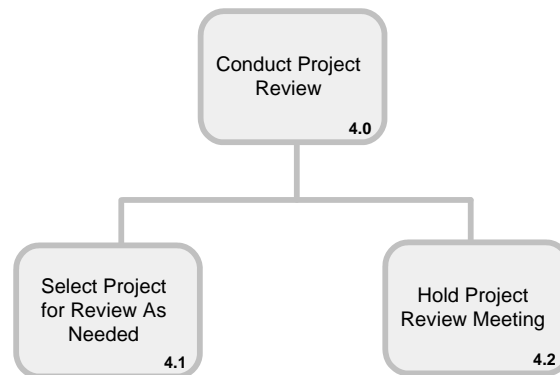 Conduct Project
Review
4.0
Select Project
for Review As
Needed
4.1
Hold Project
Review Meeting
4.2